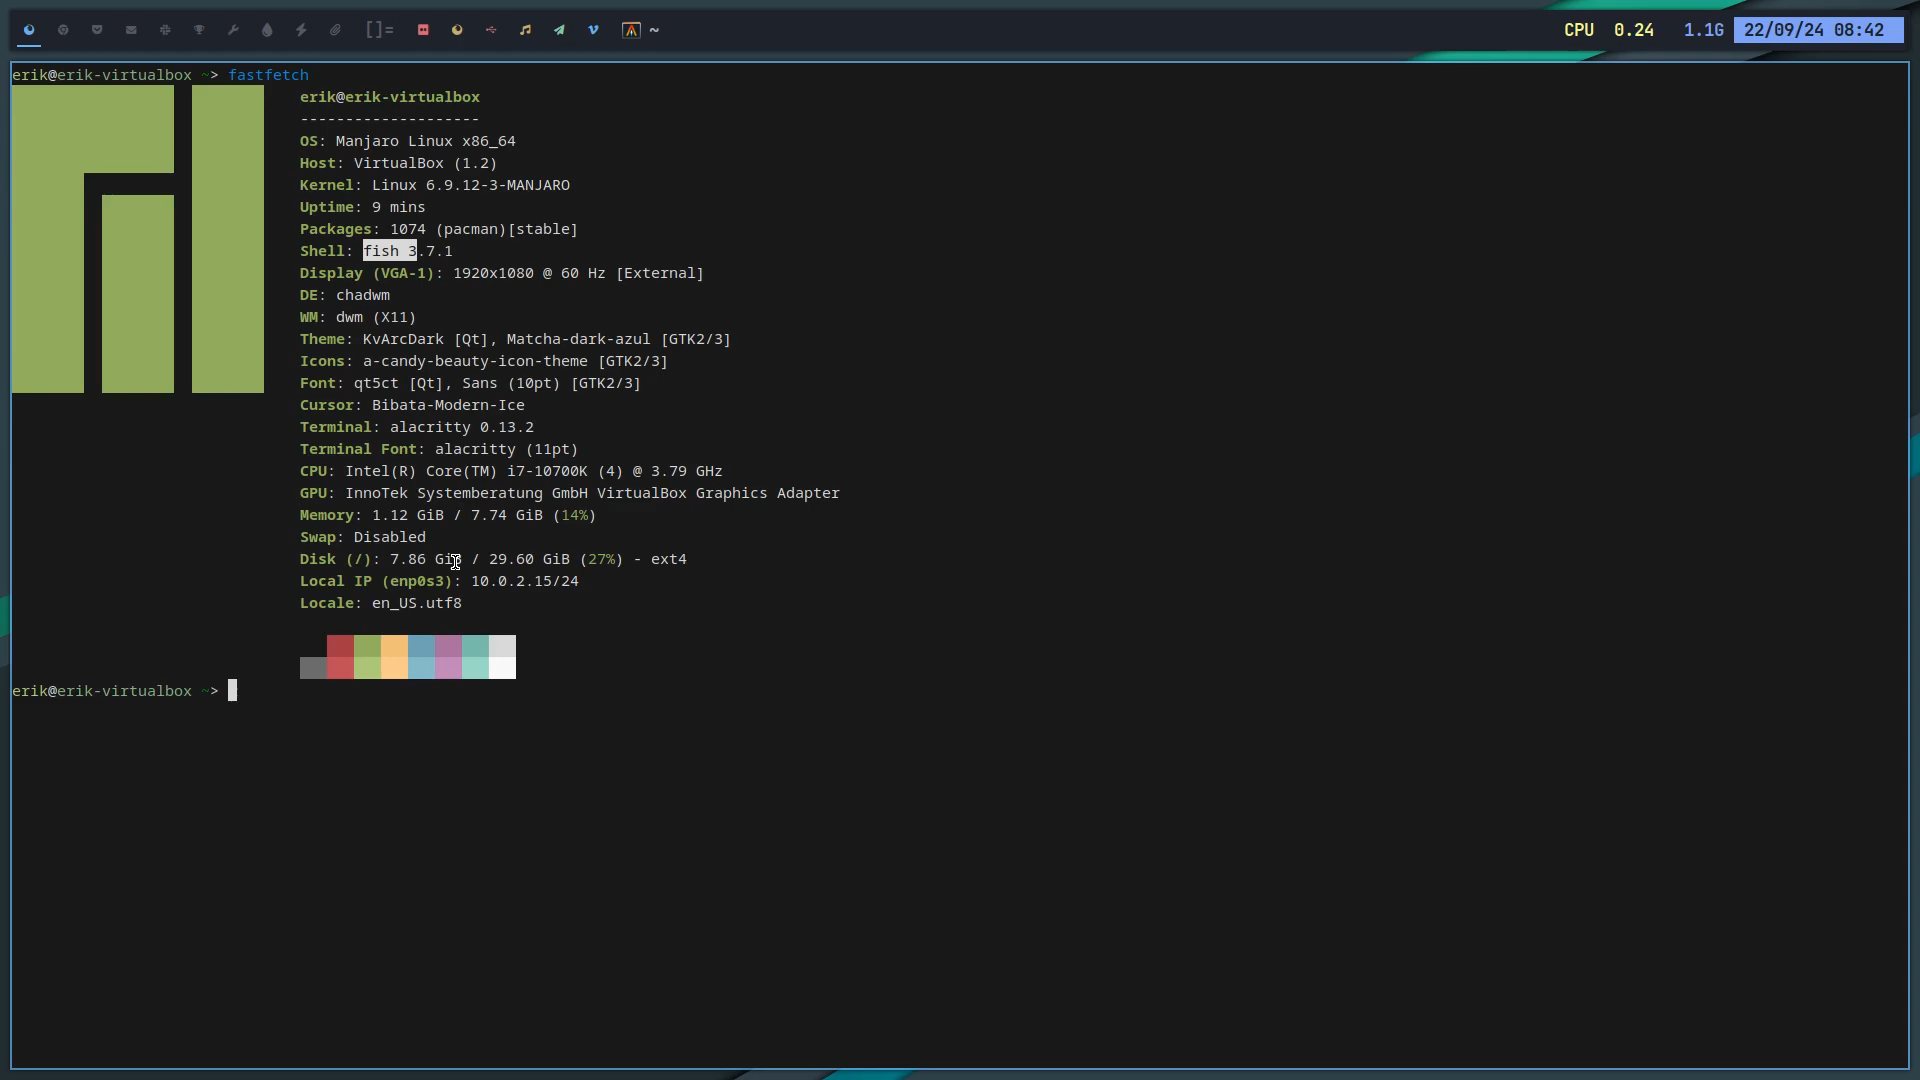 []= ~ CPU 0.24 1.1G 22/09/24 08:42
erik@erik-virtualbox ~> fastfetch
erik@erik-virtualbox
--------------------
OS: Manjaro Linux x86_64
Host: VirtualBox (1.2)
Kernel: Linux 6.9.12-3-MANJARO
Uptime: 9 mins
Packages: 1074 (pacman)[stable]
Shell: fish 3.7.1
Display (VGA-1): 1920x1080 @ 60 Hz [External]
DE: chadwm
WM: dwm (X11)
Theme: KvArcDark [Qt], Matcha-dark-azul [GTK2/3]
Icons: a-candy-beauty-icon-theme [GTK2/3]
Font: qt5ct [Qt], Sans (10pt) [GTK2/3]
Cursor: Bibata-Modern-Ice
Terminal: alacritty 0.13.2
Terminal Font: alacritty (11pt)
CPU: Intel(R) Core(TM) i7-10700K (4) @ 3.79 GHz
GPU: InnoTek Systemberatung GmbH VirtualBox Graphics Adapter
Memory: 1.12 GiB / 7.74 GiB (14%)
Swap: Disabled
Disk (/): 7.86 GiB / 29.60 GiB (27%) - ext4
Local IP (enp0s3): 10.0.2.15/24
Locale: en_US.utf8
erik@erik-virtualbox ~>